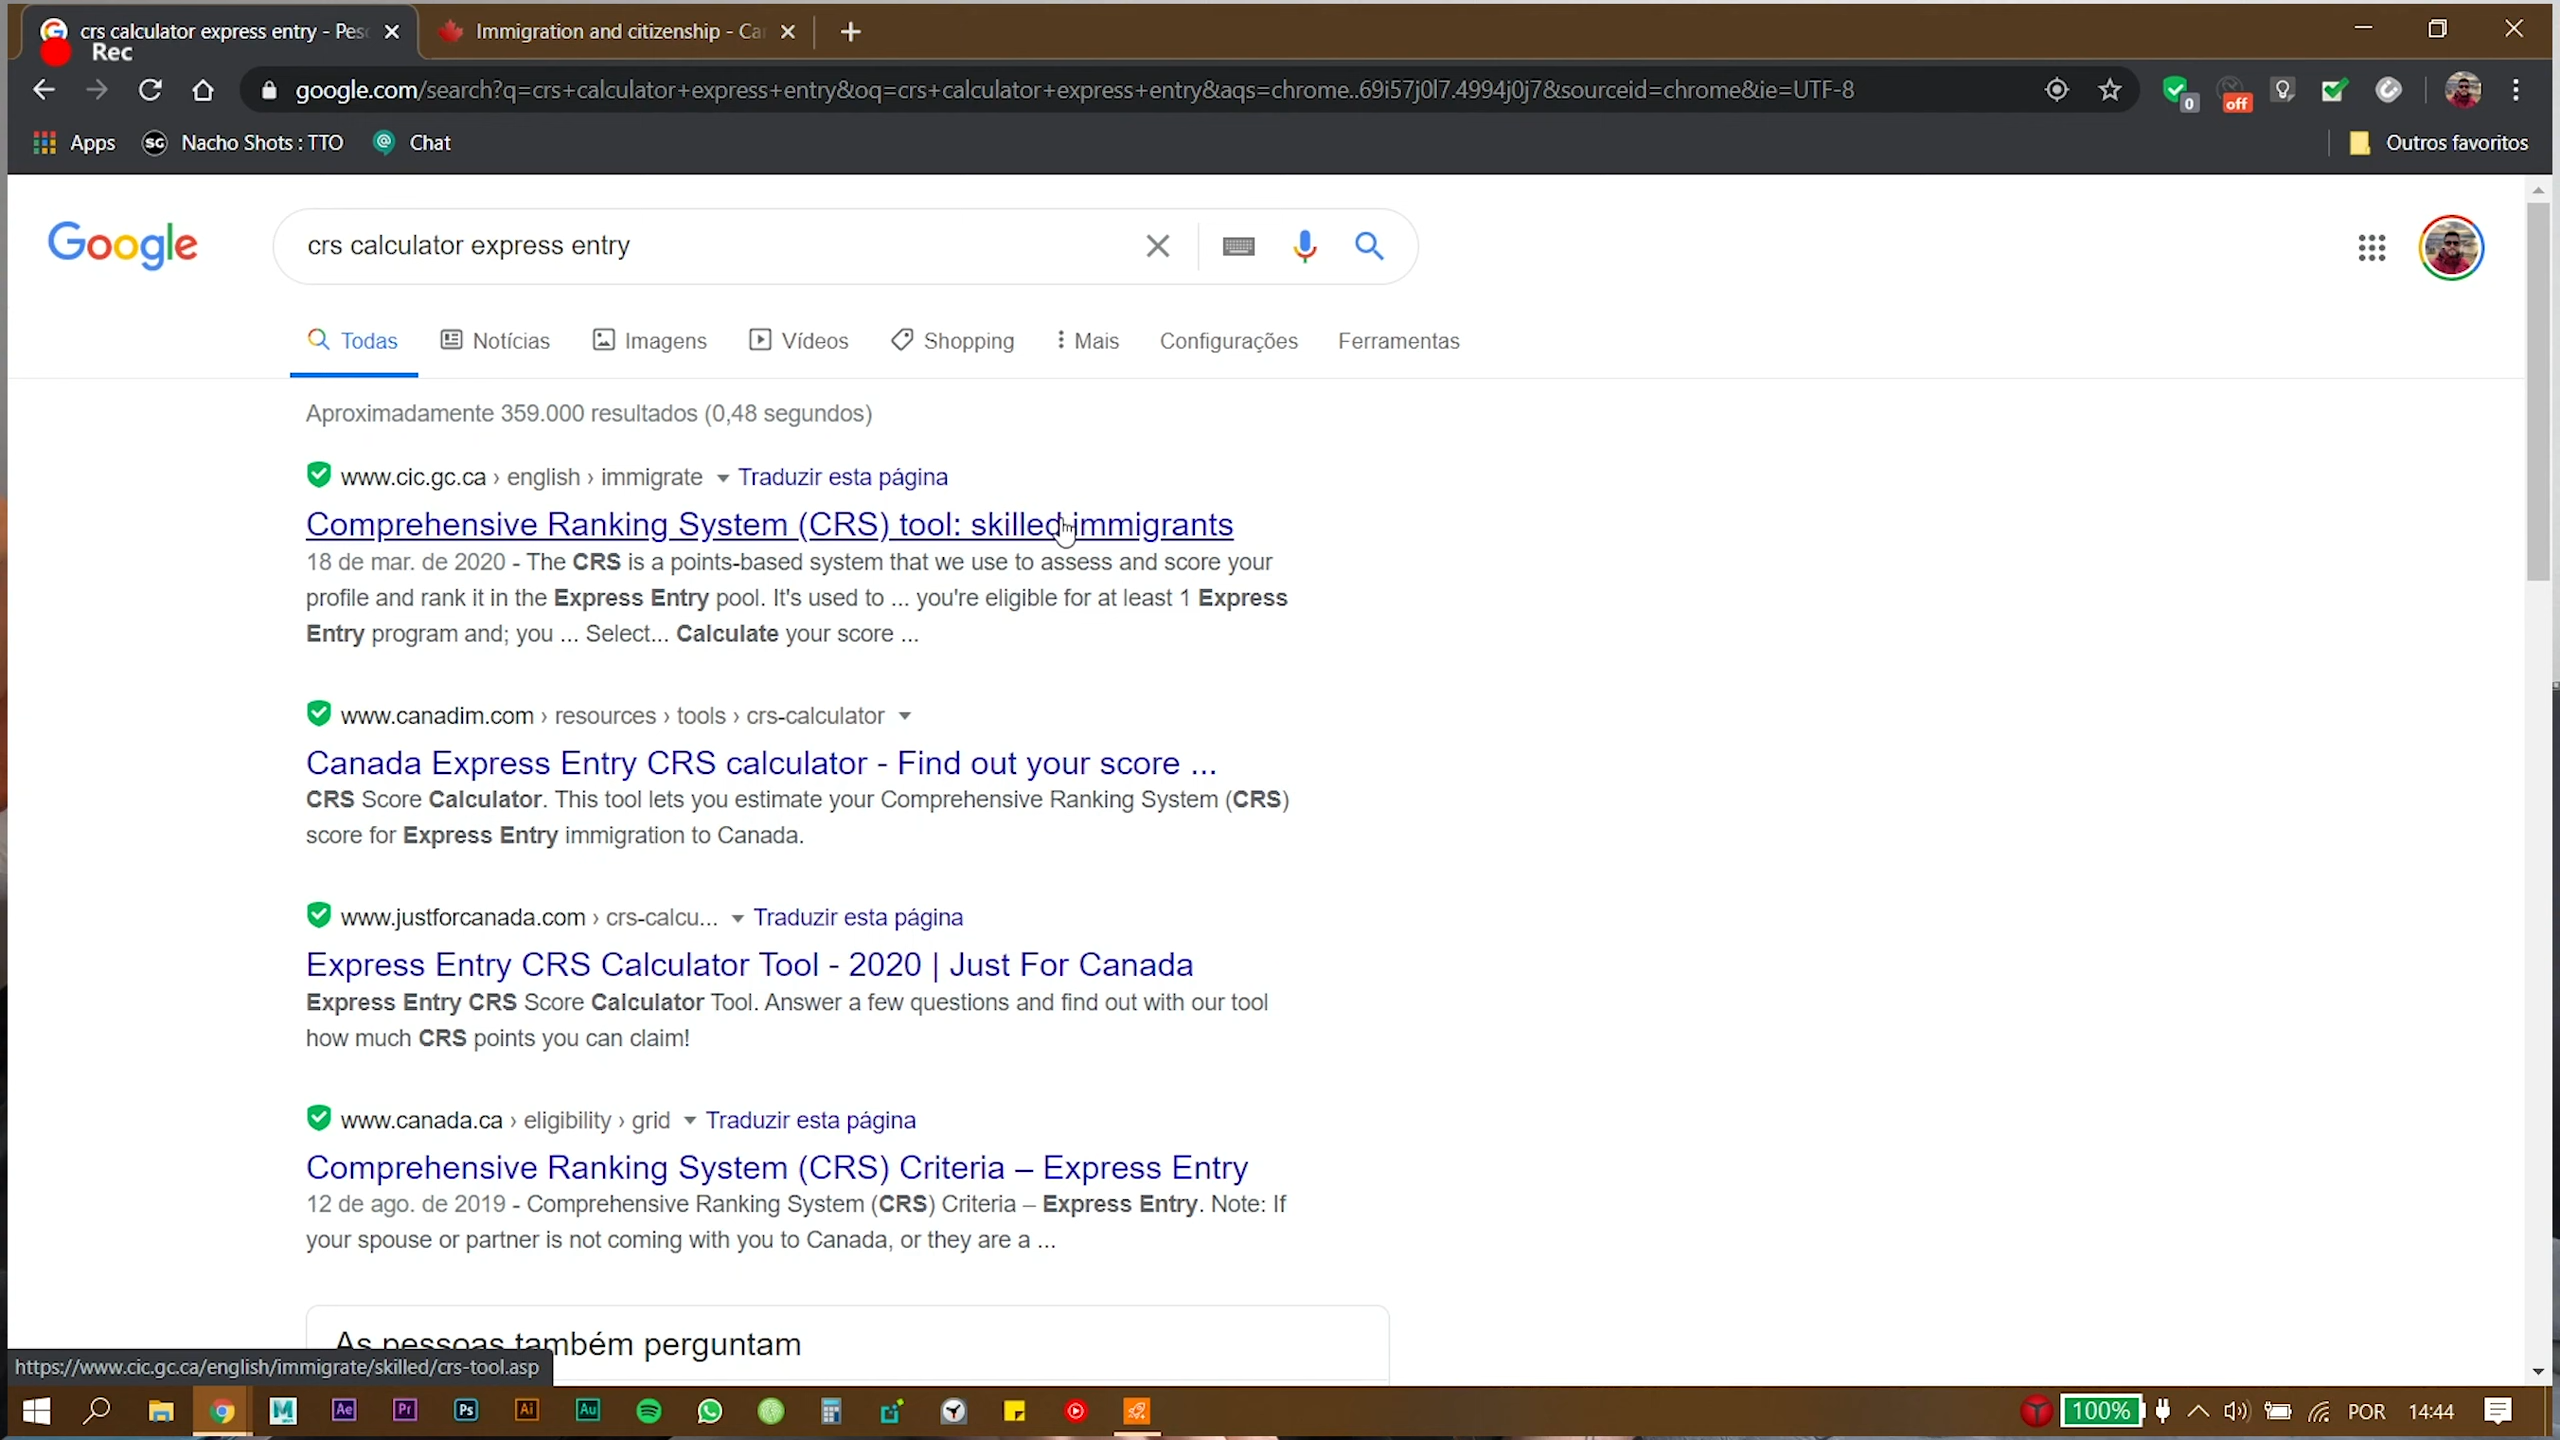 crs calculator express entry - Pes
Immigration and citizenship - Ca
Rec
google.com/search?q=crs+calculator+express+entry&oq=crs+calculator+express+entry&aqs=chrome..69i57j0l7.4994j0j7&sourceid=chrome&ie=UTF-8
0
off
Apps
SG
Nacho Shots : TTO
Chat
Outros favoritos
Google
crs calculator express entry
Todas
Notícias
Imagens
Vídeos
Shopping
Mais
Configurações
Ferramentas
Aproximadamente 359.000 resultados (0,48 segundos)
www.cic.gc.ca › english › immigrate Traduzir esta página
Comprehensive Ranking System (CRS) tool: skilled immigrants
18 de mar. de 2020 - The CRS is a points-based system that we use to assess and score your
profile and rank it in the Express Entry pool. It's used to ... you're eligible for at least 1 Express
Entry program and; you ... Select... Calculate your score ...
www.canadim.com › resources › tools › crs-calculator
Canada Express Entry CRS calculator - Find out your score ...
CRS Score Calculator. This tool lets you estimate your Comprehensive Ranking System (CRS)
score for Express Entry immigration to Canada.
www.justforcanada.com › crs-calcu... Traduzir esta página
Express Entry CRS Calculator Tool - 2020 | Just For Canada
Express Entry CRS Score Calculator Tool. Answer a few questions and find out with our tool
how much CRS points you can claim!
www.canada.ca › eligibility › grid Traduzir esta página
Comprehensive Ranking System (CRS) Criteria – Express Entry
12 de ago. de 2019 - Comprehensive Ranking System (CRS) Criteria – Express Entry. Note: If
your spouse or partner is not coming with you to Canada, or they are a ...
As pessoas também perguntam
https://www.cic.gc.ca/english/immigrate/skilled/crs-tool.asp
M
Ae
Pr
Ps
Ai
Au
100%
POR
14:44